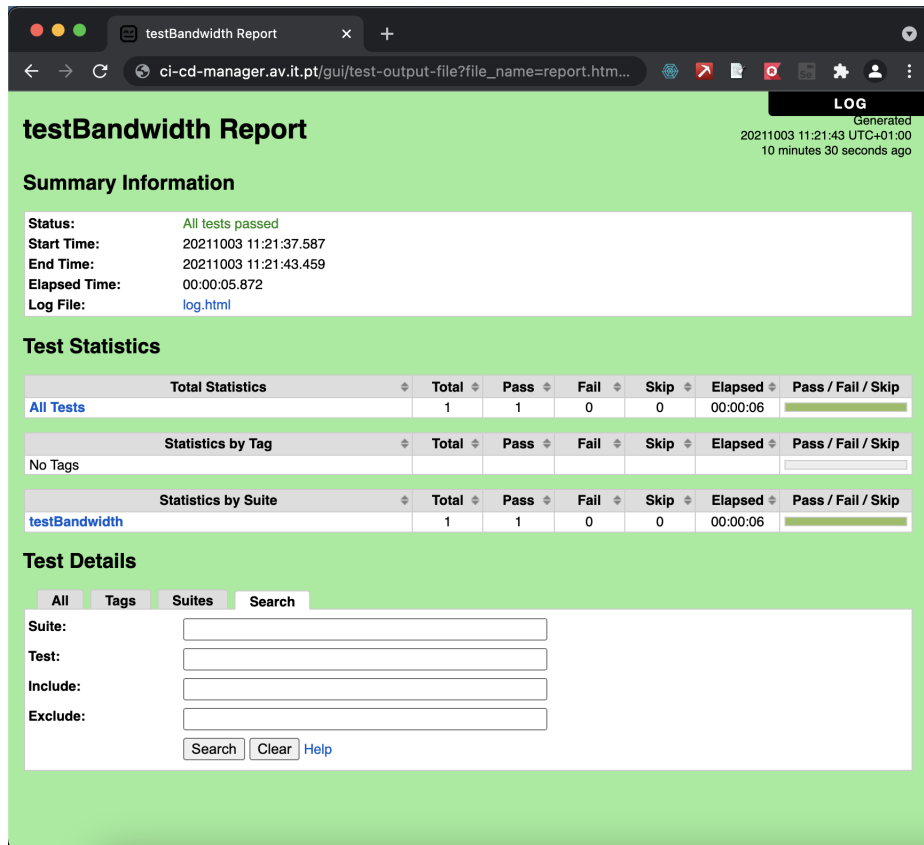 testBandwidth Report
ci-cd-manager.av.it.pt/gui/test-output-file?file_name=report.htm...
LOG
testBandwidth Report
Generated
20211003 11:21:43 UTC+01:00
10 minutes 30 seconds ago
Summary Information
Status: All tests passed
Start Time: 20211003 11:21:37.587
End Time: 20211003 11:21:43.459
Elapsed Time: 00:00:05.872
Log File: log.html
Test Statistics
Total Statistics Total Pass Fail Skip Elapsed Pass / Fail / Skip
All Tests 1 1 0 0 00:00:06
Statistics by Tag Total Pass Fail Skip Elapsed Pass / Fail / Skip
No Tags
Statistics by Suite Total Pass Fail Skip Elapsed Pass / Fail / Skip
testBandwidth 1 1 0 0 00:00:06
Test Details
All Tags Suites Search
Suite:
Test:
Include:
Exclude:
Search Clear Help